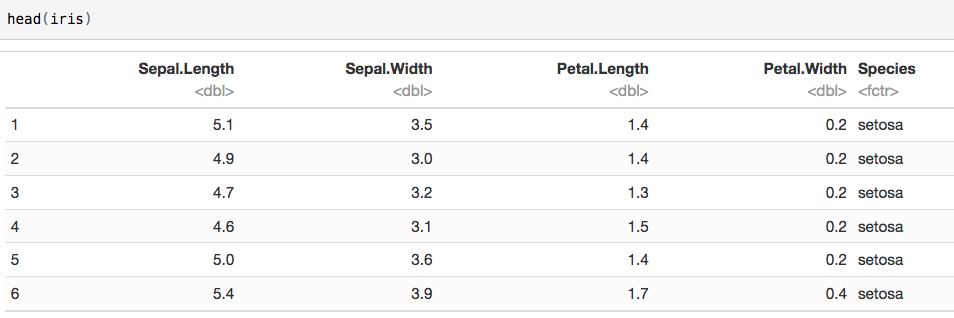 head(iris)
Sepal.Length Sepal.Width Petal.Length Petal.Width Species
<dbl> <dbl> <dbl> <dbl> <fctr>
1 5.1 3.5 1.4 0.2 setosa
2 4.9 3.0 1.4 0.2 setosa
3 4.7 3.2 1.3 0.2 setosa
4 4.6 3.1 1.5 0.2 setosa
5 5.0 3.6 1.4 0.2 setosa
6 5.4 3.9 1.7 0.4 setosa